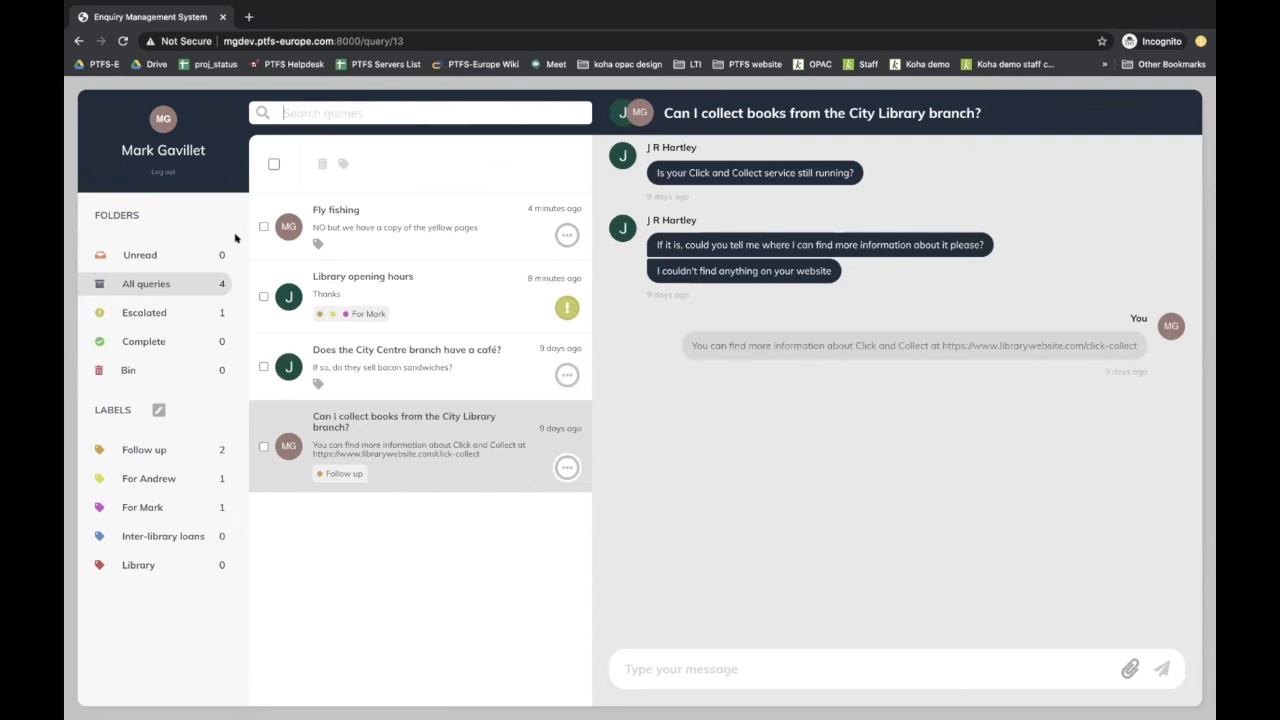 Enquiry Management System
Not Secure
mgdev.ptfs-europe.com:8000/query/13
Incognito
PTFS-E
Drive
proj_status
PTFS Helpdesk
PTFS Servers List
PTFS-Europe Wiki
Meet
koha opac design
LTI
PTFS website
OPAC
Staff
Koha demo
Koha demo staff c...
»
Other Bookmarks
MG
Mark Gavillet
Log out
FOLDERS
Unread 0
All queries 4
Escalated 1
Complete 0
Bin 0
LABELS
Follow up 2
For Andrew 1
For Mark 1
Inter-library loans 0
Library 0
Search queries
MG
Fly fishing
4 minutes ago
NO but we have a copy of the yellow pages
J
Library opening hours
8 minutes ago
Thanks
For Mark
!
J
Does the City Centre branch have a café?
9 days ago
If so, do they sell bacon sandwiches?
MG
Can I collect books from the City Library
branch?
9 days ago
You can find more information about Click and Collect at
https://www.librarywebsite.com/click-collect
Follow up
J MG
Can I collect books from the City Library branch?
J
J R Hartley
Is your Click and Collect service still running?
9 days ago
J
J R Hartley
If it is, could you tell me where I can find more information about it please?
I couldn't find anything on your website
9 days ago
You
MG
You can find more information about Click and Collect at https://www.librarywebsite.com/click-collect
9 days ago
Type your message